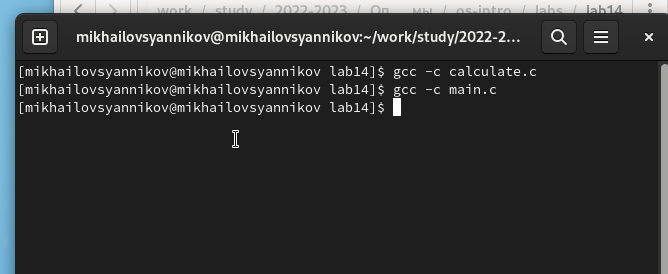 work / study / 2022-2023 / Оп мы / os-intro / labs / lab14
mikhailovsyannikov@mikhailovsyannikov:~/work/study/2022-2...
[mikhailovsyannikov@mikhailovsyannikov lab14]$ gcc -c calculate.c
[mikhailovsyannikov@mikhailovsyannikov lab14]$ gcc -c main.c
[mikhailovsyannikov@mikhailovsyannikov lab14]$